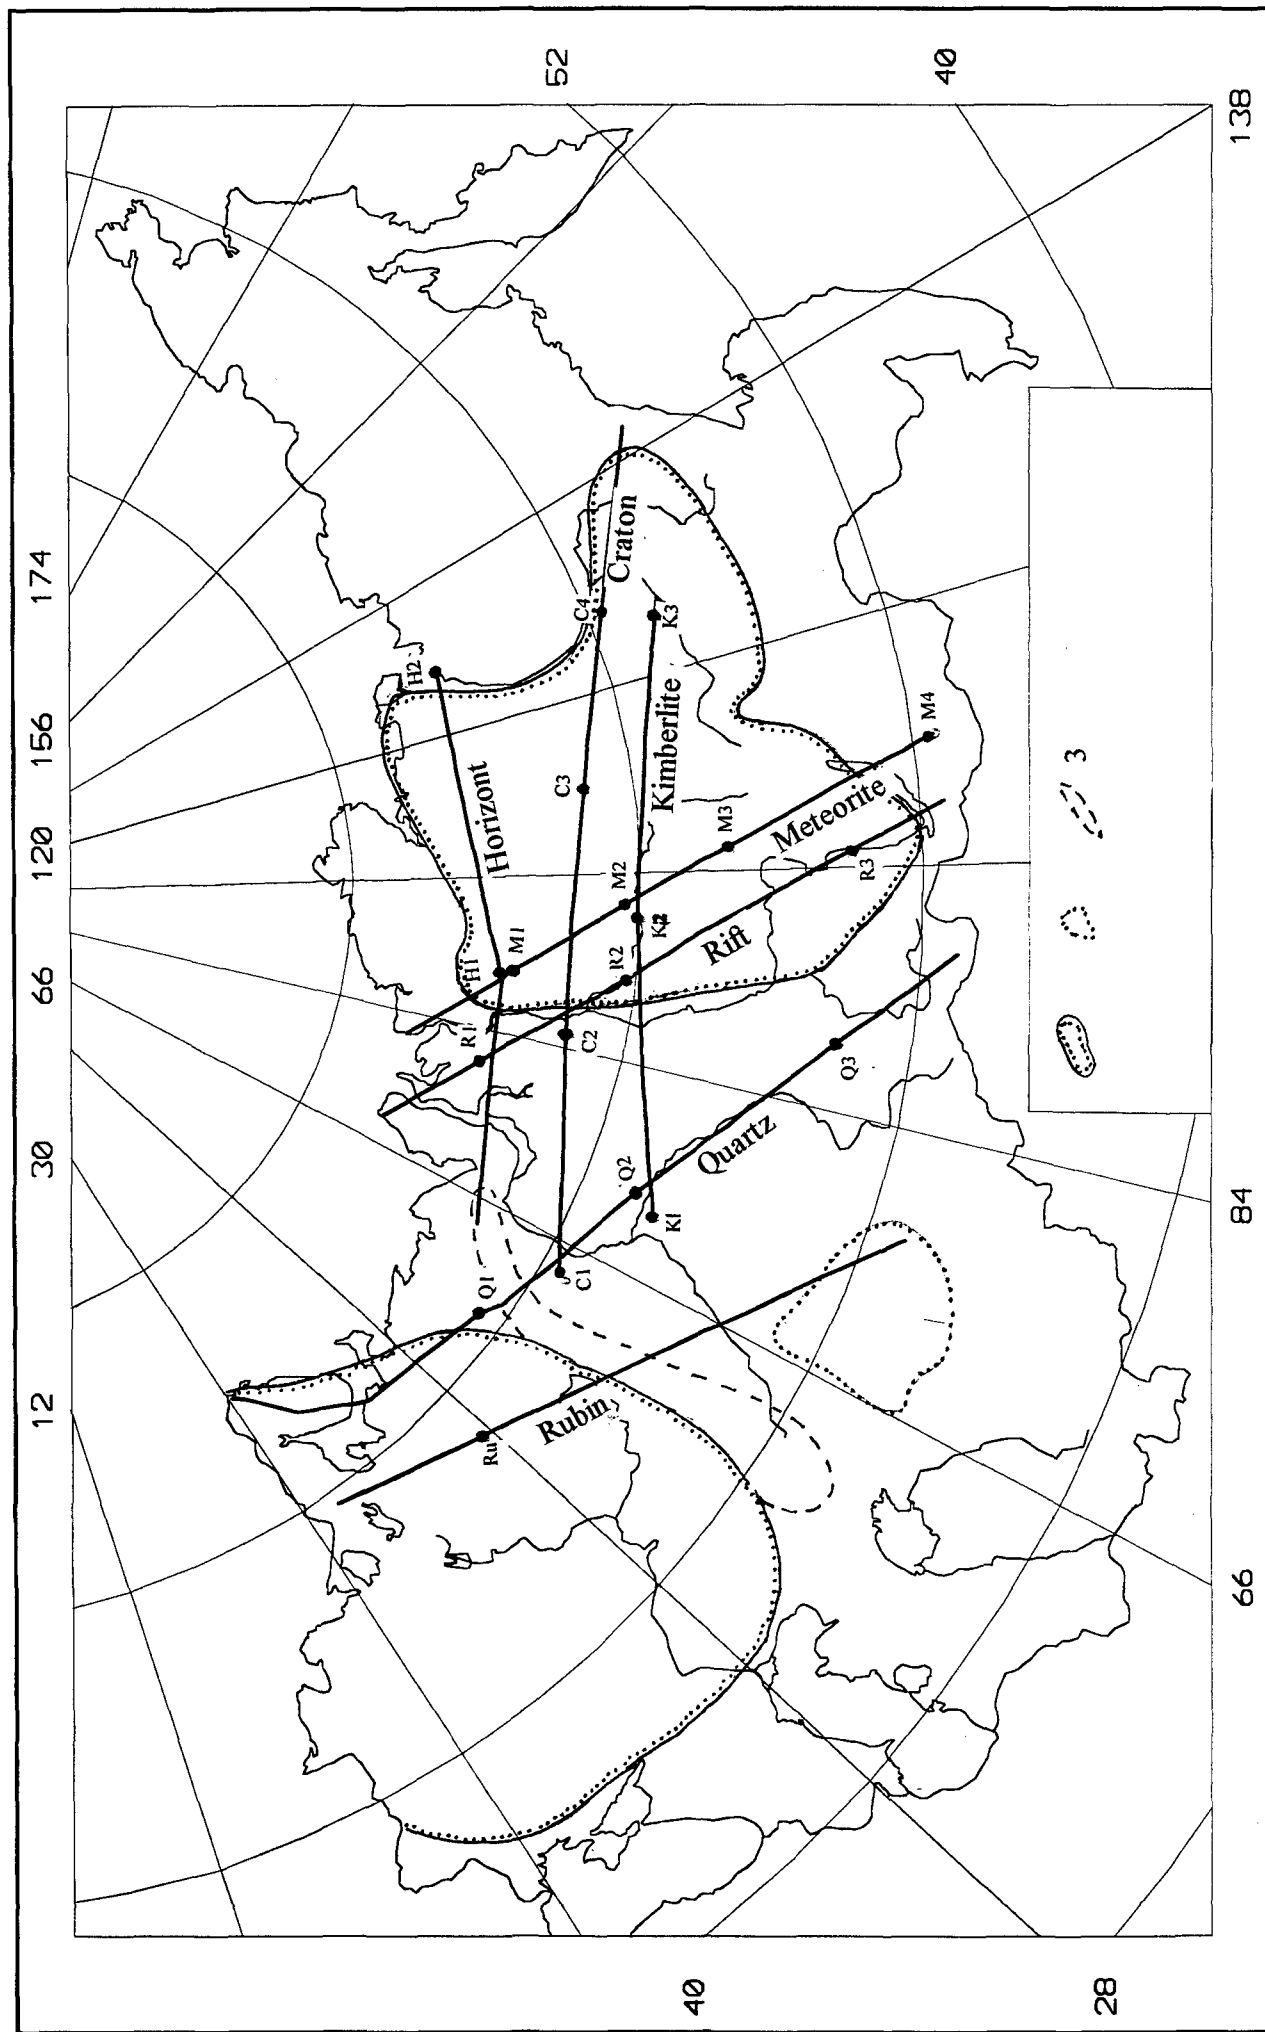 12
30
66
120
156
174
52
40
138
84
66
40
28
Horizont
H1
H2
Craton
C1
C2
C3
C4
Kimberlite
K1
K2
K3
Meteorite
M1
M2
M3
M4
Rift
R1
R2
R3
Quartz
Q1
Q2
Q3
Rubin
Ru
3